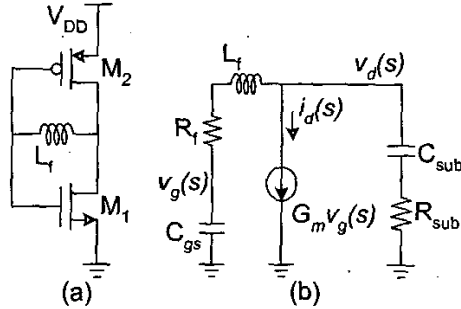 V_DD
M_2
L_f
M_1
(a)
L_f
v_d(s)
i_d(s)
R_f
v_g(s)
C_gs
G_m v_g(s)
C_sub
R_sub
(b)